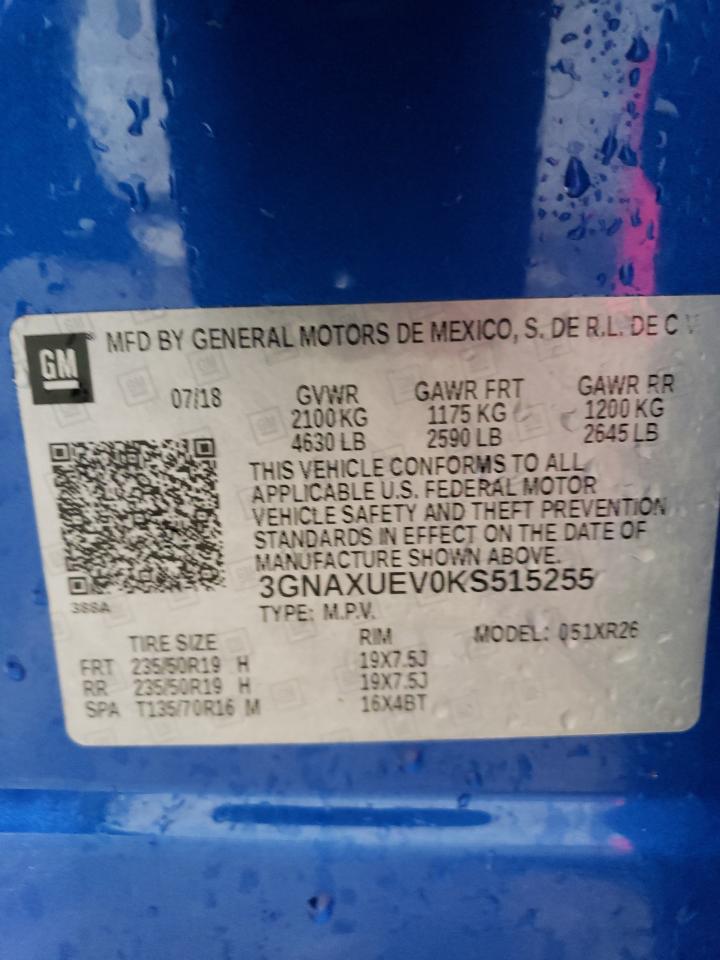 GM
MFD BY GENERAL MOTORS DE MEXICO, S. DE R.L. DE C V
07/18
GVWR GAWR FRT GAWR RR
2100 KG 1175 KG 1200 KG
4630 LB 2590 LB 2645 LB
THIS VEHICLE CONFORMS TO ALL
APPLICABLE U.S. FEDERAL MOTOR
VEHICLE SAFETY AND THEFT PREVENTION
STANDARDS IN EFFECT ON THE DATE OF
MANUFACTURE SHOWN ABOVE.
3GNAXUEV0KS515255
388A
TYPE: M.P.V.
TIRE SIZE RIM MODEL: 051XR26
FRT 235/50R19 H 19X7.5J
RR 235/50R19 H 19X7.5J
SPA T135/70R16 M 16X4BT